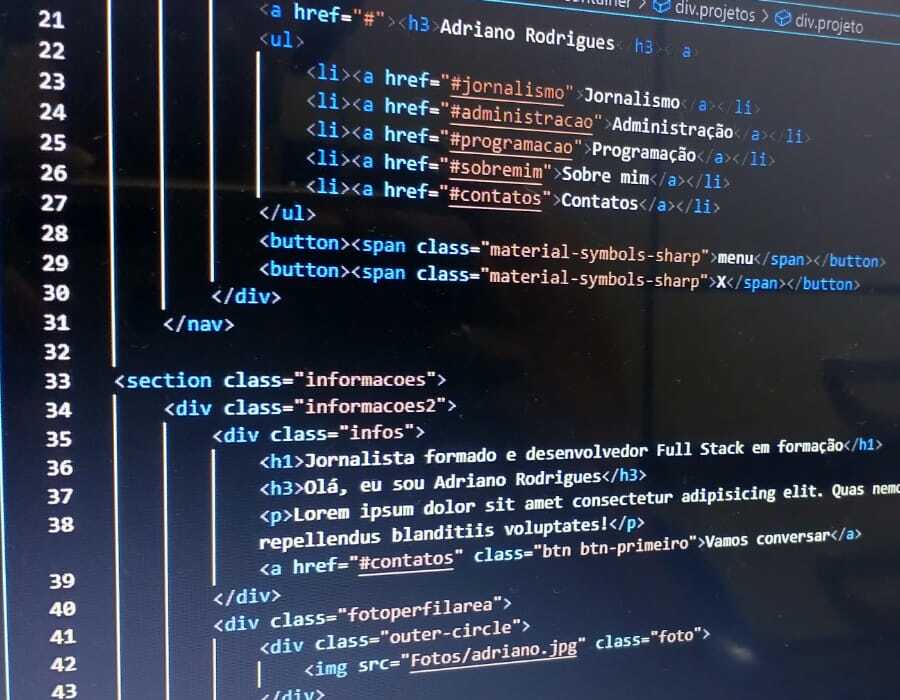 container > div.projetos > div.projeto
21 <a href="#"><h3>Adriano Rodrigues</h3></a>
22 <ul>
23 <li><a href="#jornalismo">Jornalismo</a></li>
24 <li><a href="#administracao">Administração</a></li>
25 <li><a href="#programacao">Programação</a></li>
26 <li><a href="#sobremim">Sobre mim</a></li>
27 <li><a href="#contatos">Contatos</a></li>
28 </ul>
29 <button><span class="material-symbols-sharp">menu</span></button>
30 <button><span class="material-symbols-sharp">X</span></button>
31 </div>
32 </nav>
33 <section class="informacoes">
34 <div class="informacoes2">
35 <div class="infos">
36 <h1>Jornalista formado e desenvolvedor Full Stack em formação</h1>
37 <h3>Olá, eu sou Adriano Rodrigues</h3>
38 <p>Lorem ipsum dolor sit amet consectetur adipisicing elit. Quas nemo
repellendus blanditiis voluptates!</p>
39 <a href="#contatos" class="btn btn-primeiro">Vamos conversar</a>
40 </div>
41 <div class="fotoperfilarea">
42 <div class="outer-circle">
43 <img src="Fotos/adriano.jpg" class="foto">
</div>